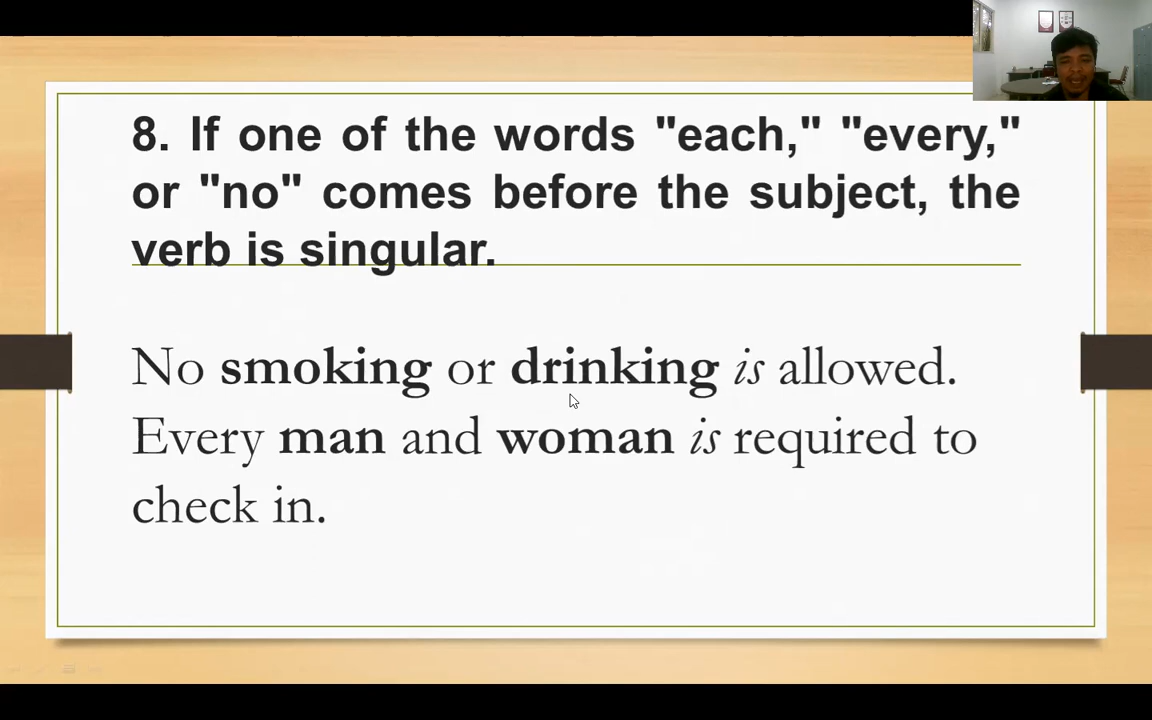 8. If one of the words "each," "every,"
or "no" comes before the subject, the
verb is singular.
No smoking or drinking is allowed.
Every man and woman is required to
check in.